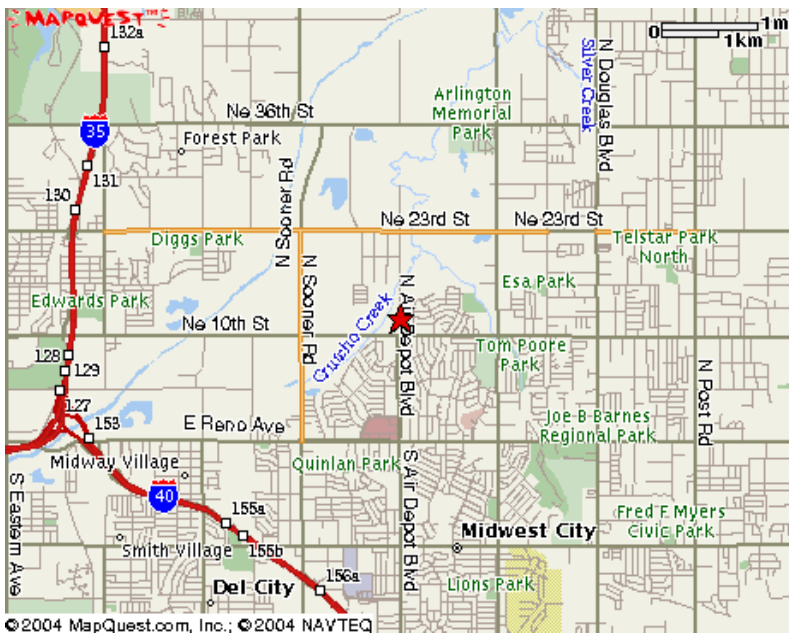 MAPQUEST
132a
0
1m
1km
Silver Creek
N Douglas Blvd
Arlington
Memorial
Park
Ne 36th St
35
Forest Park
131
130
N Sooner Rd
Ne 23rd St
Ne 23rd St
Diggs Park
Telstar Park
North
N Sooner Rd
N Air Depot Blvd
Esa Park
Edwards Park
Crutcho Creek
Ne 10th St
128
129
Tom Poore
Park
N Post Rd
127
153
E Reno Ave
Joe B Barnes
Regional Park
Midway Village
Quinlan Park
S Eastern Ave
40
S Air Depot Blvd
155a
Fred F Myers
Civic Park
Smith Village
155b
Midwest City
Del City
156a
Lions Park
©2004 MapQuest.com, Inc.; ©2004 NAVTEQ